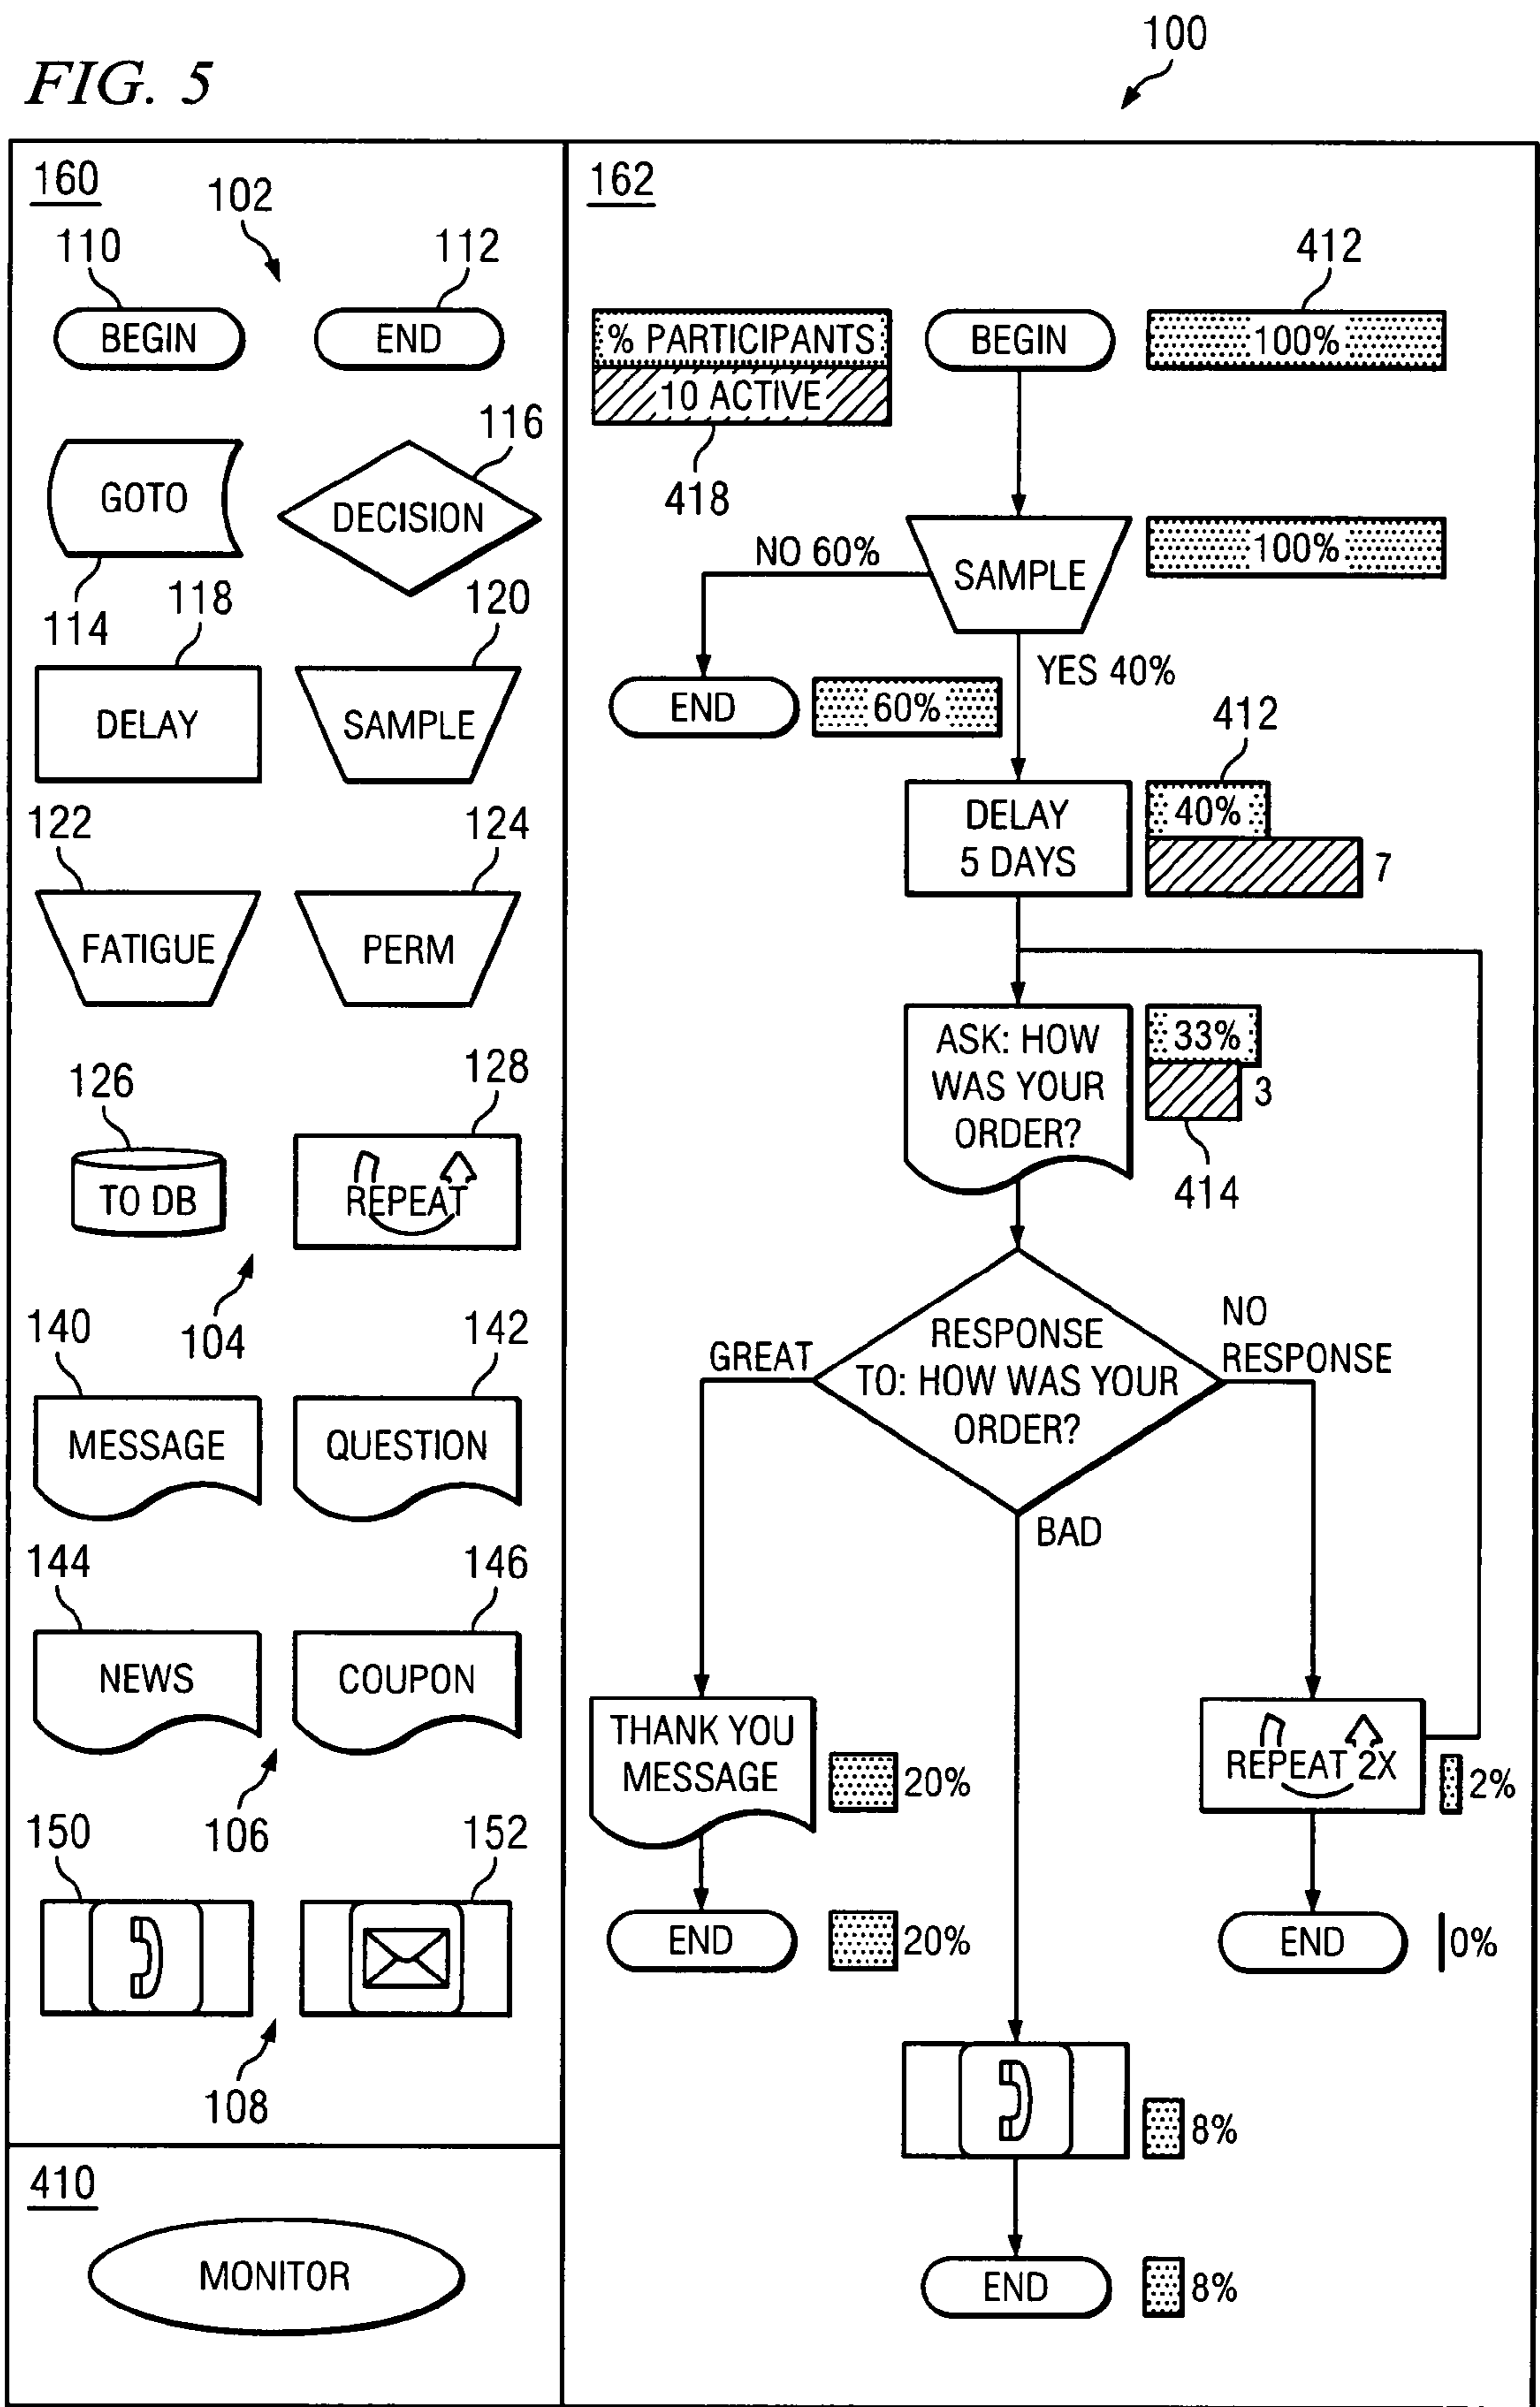 FIG. 5
100
160
102
110
112
BEGIN
END
116
GOTO
DECISION
114
118
120
DELAY
SAMPLE
122
124
FATIGUE
PERM
126
128
TO DB
REPEAT
104
140
142
MESSAGE
QUESTION
144
146
NEWS
COUPON
106
150
152
108
410
MONITOR
162
412
% PARTICIPANTS
10 ACTIVE
418
BEGIN
100%
SAMPLE
100%
NO 60%
YES 40%
END
60%
412
DELAY
5 DAYS
40%
7
ASK: HOW
WAS YOUR
ORDER?
33%
3
414
RESPONSE
TO: HOW WAS YOUR
ORDER?
GREAT
NO
RESPONSE
BAD
THANK YOU
MESSAGE
20%
REPEAT 2X
2%
END
20%
END
0%
8%
END
8%